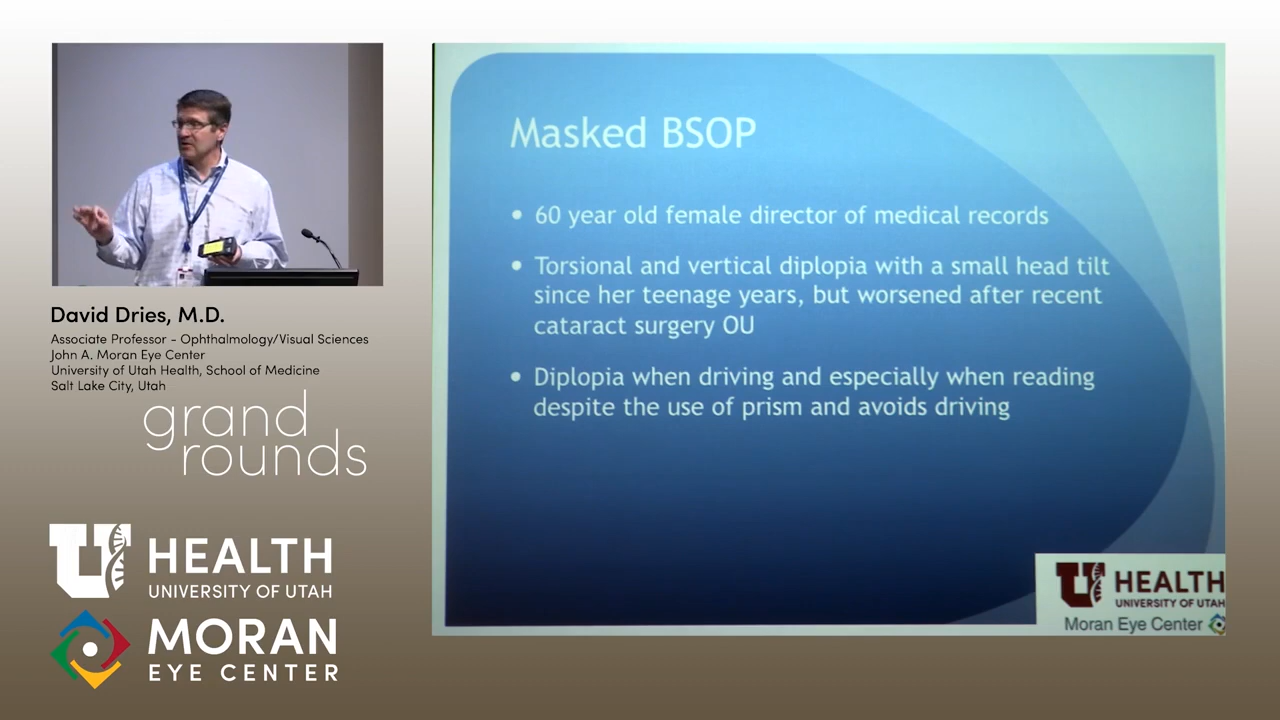 David Dries, M.D.
Associate Professor - Ophthalmology/Visual Sciences
John A. Moran Eye Center
University of Utah Health, School of Medicine
Salt Lake City, Utah
grand
rounds
U HEALTH
UNIVERSITY OF UTAH
MORAN
EYE CENTER
Masked BSOP
• 60 year old female director of medical records
• Torsional and vertical diplopia with a small head tilt
since her teenage years, but worsened after recent
cataract surgery OU
• Diplopia when driving and especially when reading
despite the use of prism and avoids driving
U HEALTH
UNIVERSITY OF UTAH
Moran Eye Center